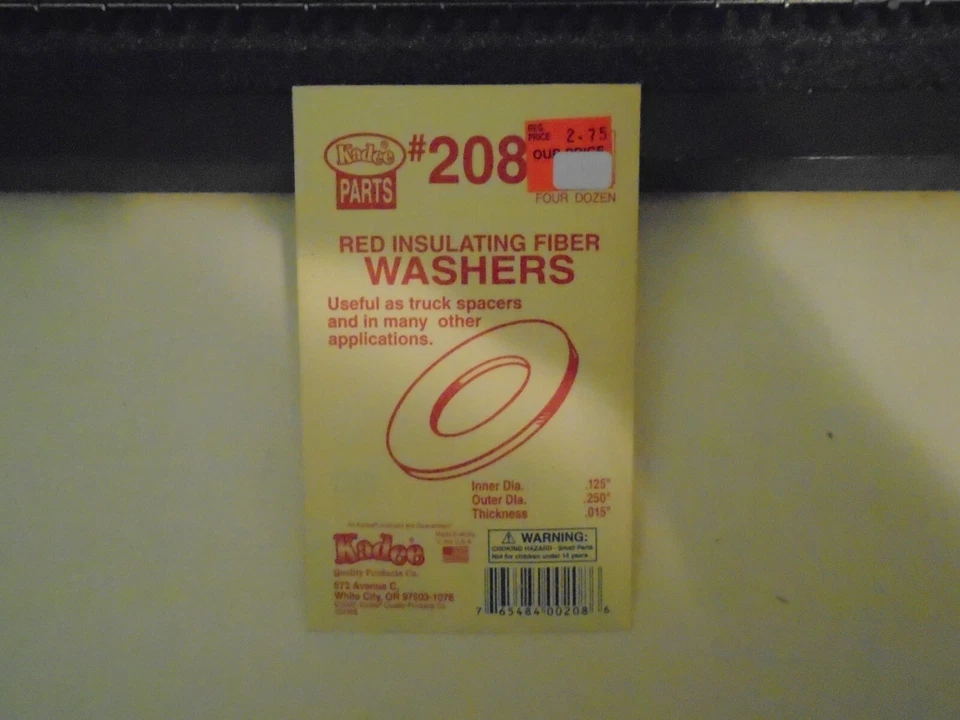 Kadee
PARTS
#208
REG.
PRICE 2.75
OUR PRICE
FOUR DOZEN
RED INSULATING FIBER
WASHERS
Useful as truck spacers
and in many other
applications.
Inner Dia. .125"
Outer Dia. .250"
Thickness .015"
Kadee
Quality Products Co.
673 Avenue C,
White City, OR 97503-1078
WARNING:
CHOKING HAZARD - Small Parts
Not for children under 14 years
7 65484 00208 6